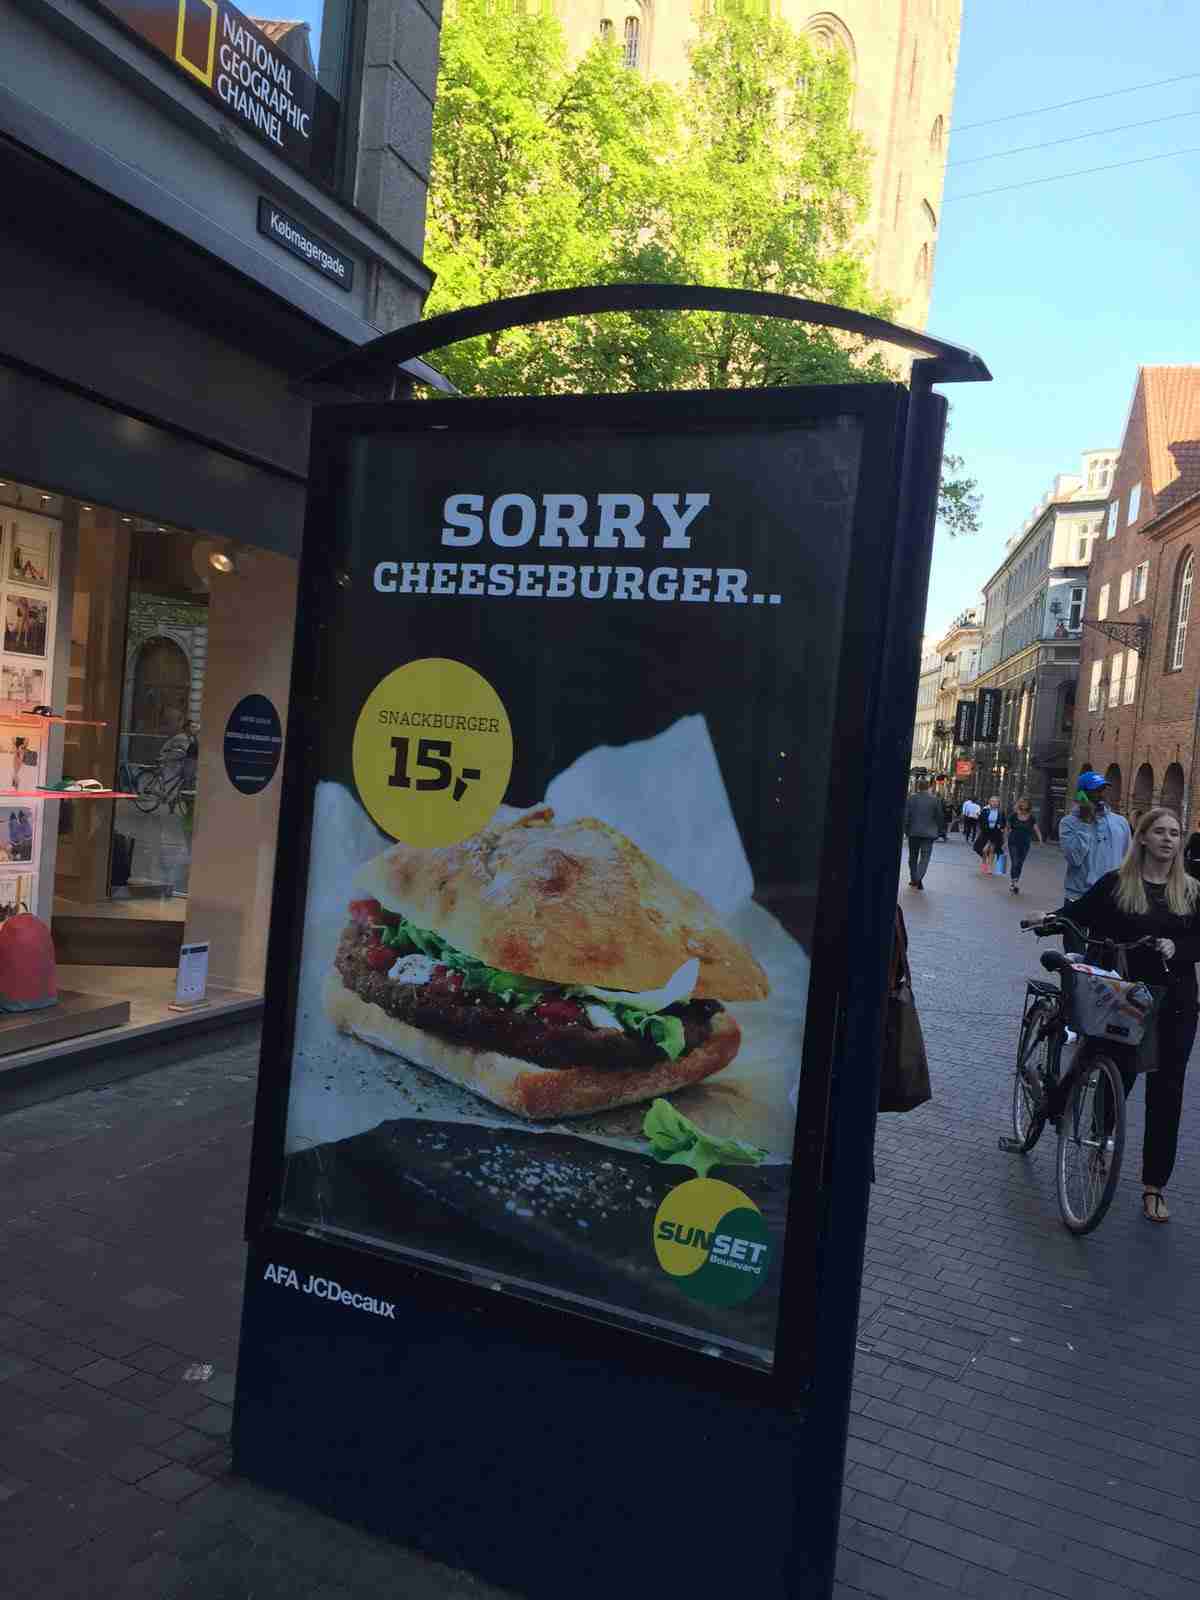 NATIONAL
GEOGRAPHIC
CHANNEL
Købmagergade
SORRY
CHEESEBURGER..
SNACKBURGER
15,-
SUNSET
Boulevard
AFA JCDecaux